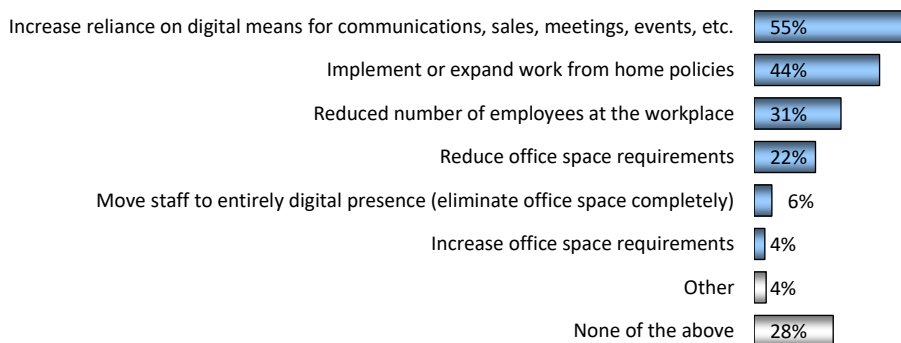 Increase reliance on digital means for communications, sales, meetings, events, etc. 55%
Implement or expand work from home policies 44%
Reduced number of employees at the workplace 31%
Reduce office space requirements 22%
Move staff to entirely digital presence (eliminate office space completely) 6%
Increase office space requirements 4%
Other 4%
None of the above 28%